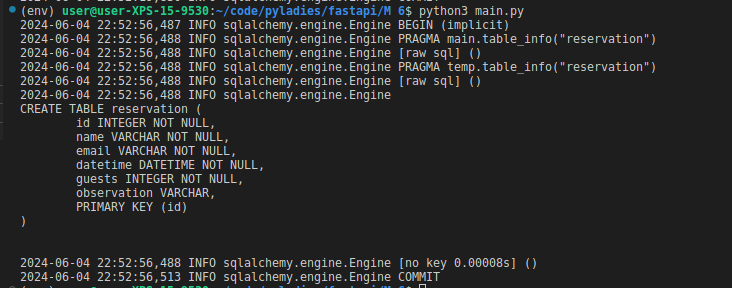 (env) user@user-XPS-15-9530:~/code/pyladies/fastapi/M 6$ python3 main.py
2024-06-04 22:52:56,487 INFO sqlalchemy.engine.Engine BEGIN (implicit)
2024-06-04 22:52:56,488 INFO sqlalchemy.engine.Engine PRAGMA main.table_info("reservation")
2024-06-04 22:52:56,488 INFO sqlalchemy.engine.Engine [raw sql] ()
2024-06-04 22:52:56,488 INFO sqlalchemy.engine.Engine PRAGMA temp.table_info("reservation")
2024-06-04 22:52:56,488 INFO sqlalchemy.engine.Engine [raw sql] ()
2024-06-04 22:52:56,488 INFO sqlalchemy.engine.Engine
CREATE TABLE reservation (
id INTEGER NOT NULL,
name VARCHAR NOT NULL,
email VARCHAR NOT NULL,
datetime DATETIME NOT NULL,
guests INTEGER NOT NULL,
observation VARCHAR,
PRIMARY KEY (id)
)
2024-06-04 22:52:56,488 INFO sqlalchemy.engine.Engine [no key 0.00008s] ()
2024-06-04 22:52:56,513 INFO sqlalchemy.engine.Engine COMMIT